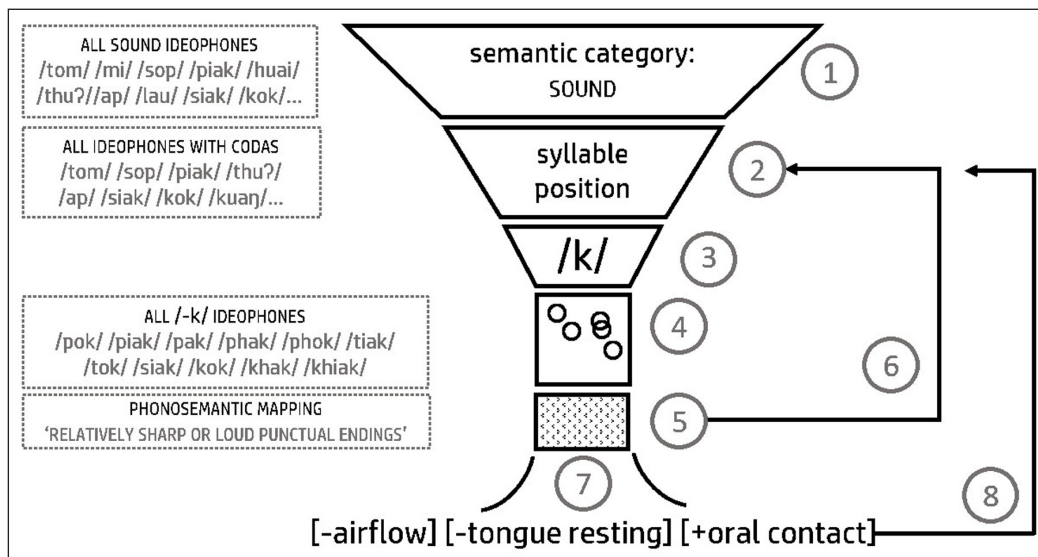 ALL SOUND IDEOPHONES
/tom/ /mi/ /sop/ /piak/ /huai/
/thuʔ//ap/ /lau/ /siak/ /kok/...
semantic category:
SOUND
1
ALL IDEOPHONES WITH CODAS
/tom/ /sop/ /piak/ /thuʔ/
/ap/ /siak/ /kok/ /kuaŋ/...
syllable
position
2
/k/
3
ALL /-k/ IDEOPHONES
/pok/ /piak/ /pak/ /phak/ /phok/ /tiak/
/tok/ /siak/ /kok/ /khak/ /khiak/
4
6
PHONOSEMANTIC MAPPING
'RELATIVELY SHARP OR LOUD PUNCTUAL ENDINGS'
5
7
8
[-airflow] [-tongue resting] [+oral contact]